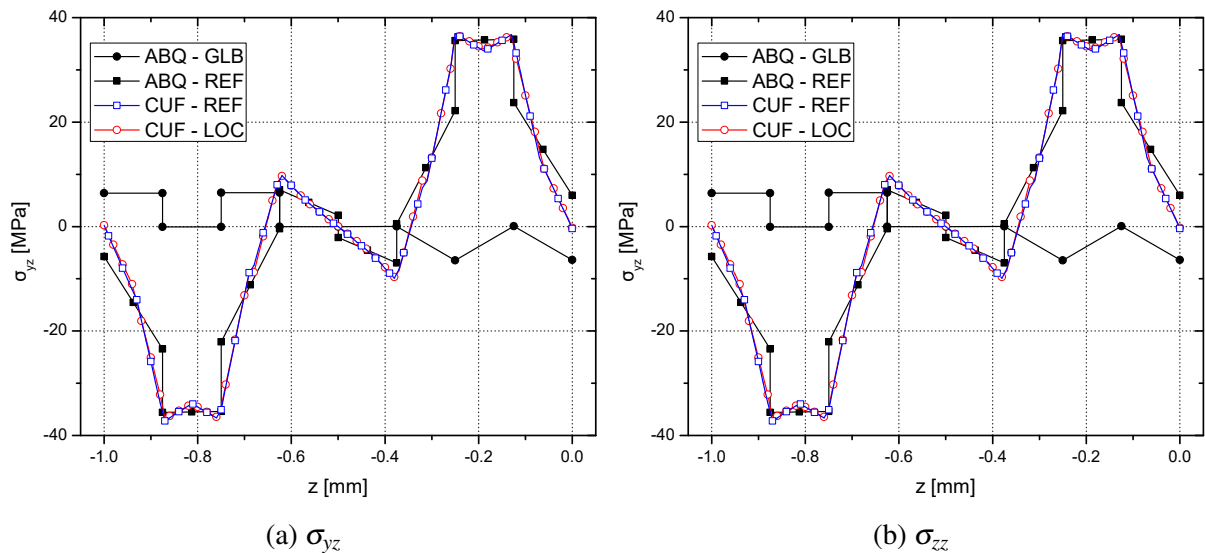 40
20
0
-20
-40
σyz [MPa]
ABQ - GLB
ABQ - REF
CUF - REF
CUF - LOC
-1.0 -0.8 -0.6 -0.4 -0.2 0.0
z [mm]
(a) σyz
40
20
0
-20
-40
σyz [MPa]
ABQ - GLB
ABQ - REF
CUF - REF
CUF - LOC
-1.0 -0.8 -0.6 -0.4 -0.2 0.0
z [mm]
(b) σzz